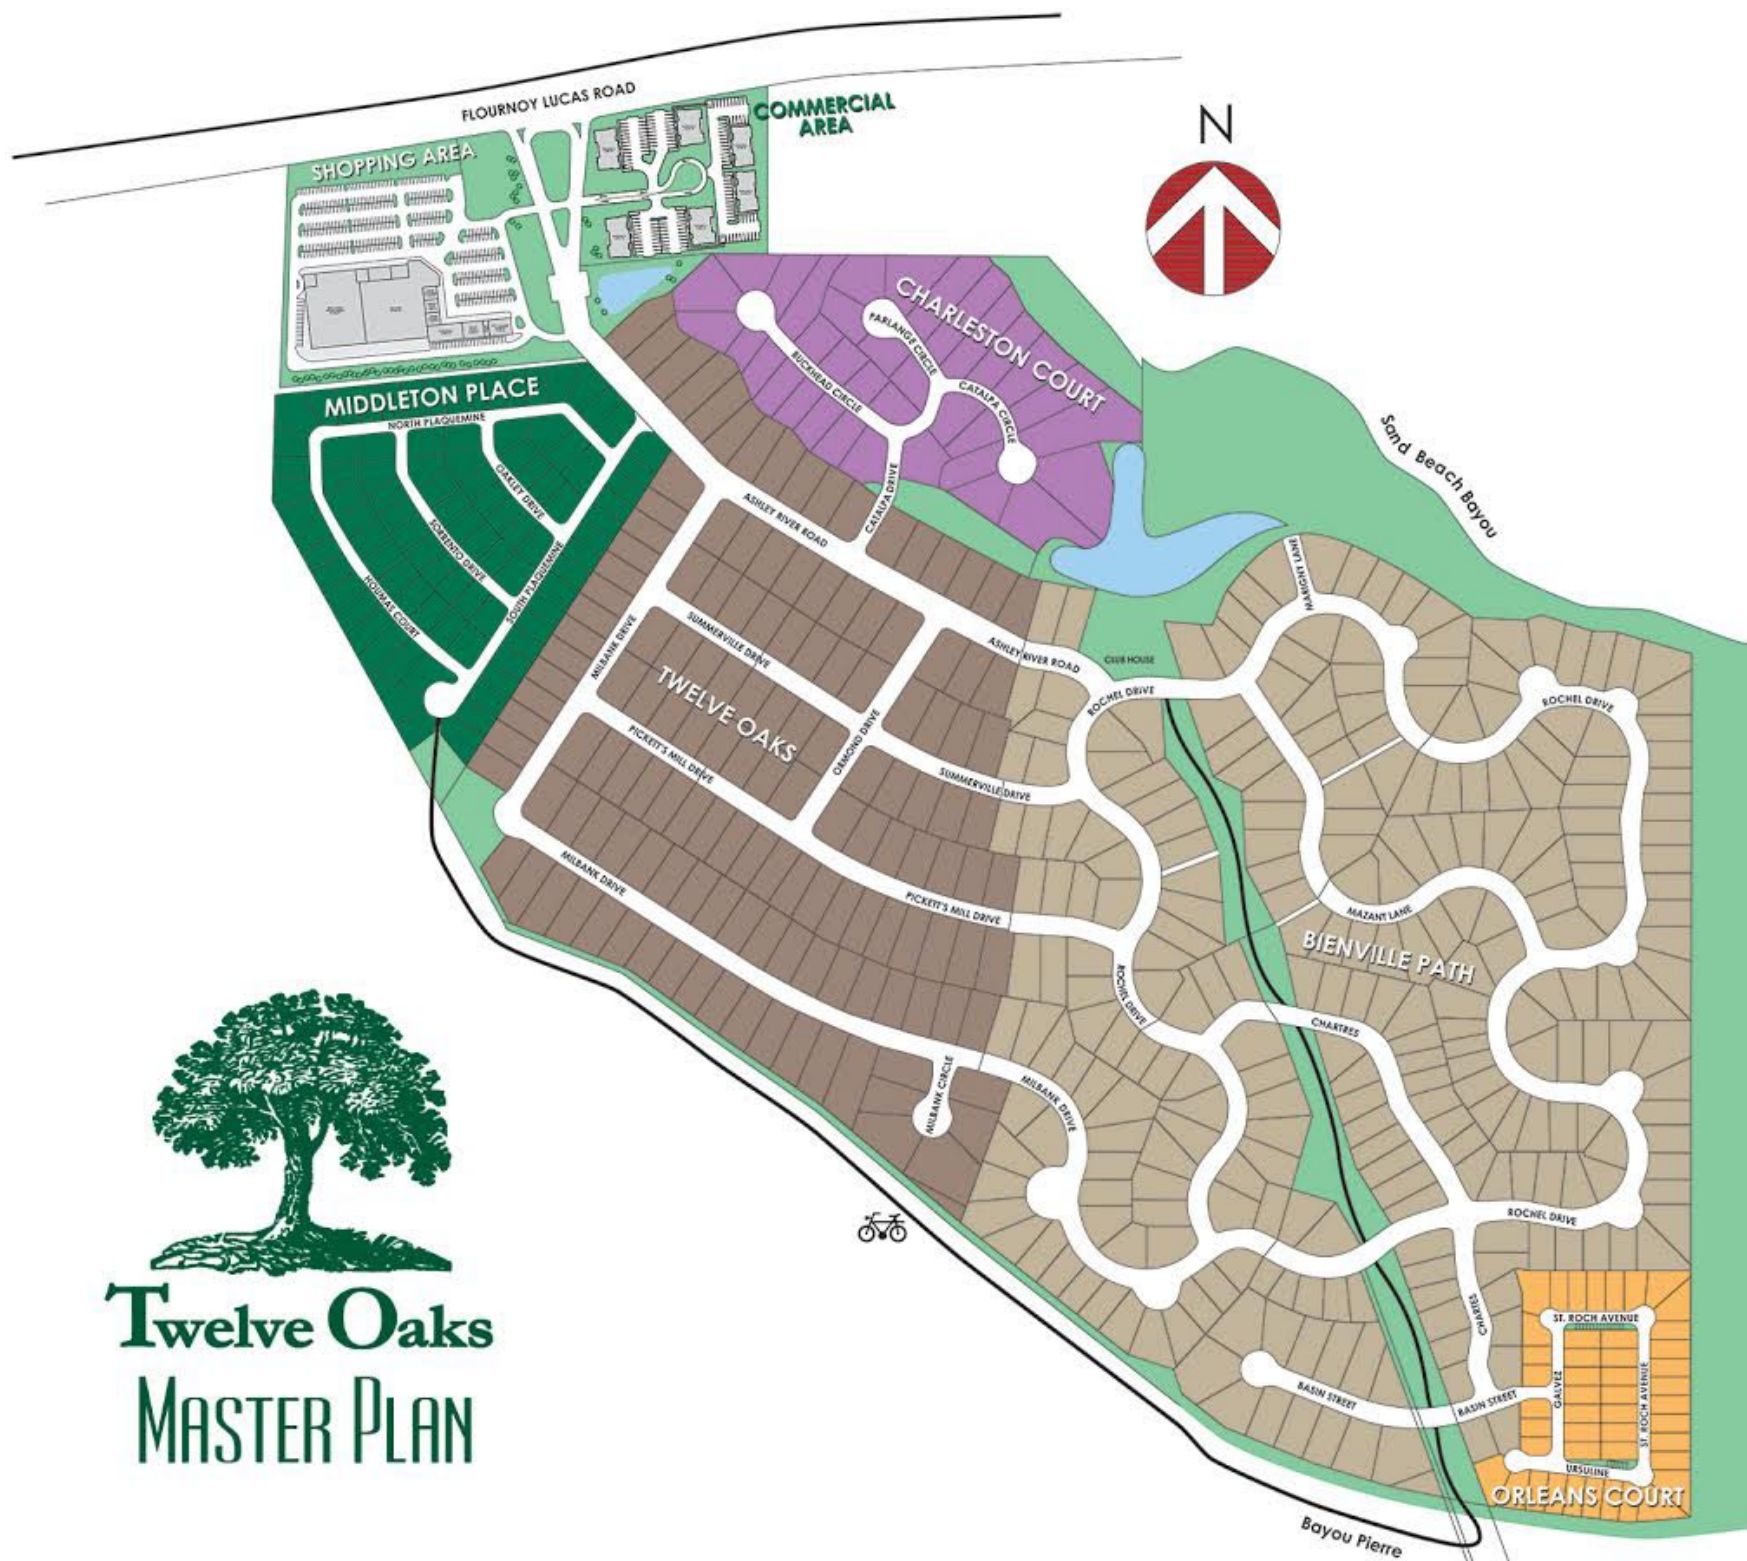 FLOURNOY LUCAS ROAD
COMMERCIAL
AREA
N
SHOPPING AREA
CHARLESTON COURT
PARLANGE CIRCLE
BUCKHEAD CIRCLE
CATALPA CIRCLE
CATALPA DRIVE
MIDDLETON PLACE
NORTH PLAQUEMINE
OAKLEY DRIVE
SORRENTO DRIVE
HOUMAS COURT
SOUTH PLAQUEMINE
Sand Beach Bayou
ASHLEY RIVER ROAD
MARIGNY LANE
MILBANK DRIVE
SUMMERVILLE DRIVE
TWELVE OAKS
PICKETT'S MILL DRIVE
ORMOND DRIVE
ASHLEY RIVER ROAD
CLUB HOUSE
ROCHEL DRIVE
ROCHEL DRIVE
SUMMERVILLE DRIVE
MILBANK DRIVE
PICKETT'S MILL DRIVE
MAZANT LANE
BIENVILLE PATH
ROCHEL DRIVE
CHARTRES
MILBANK CIRCLE
MILBANK DRIVE
ROCHEL DRIVE
CHARTES
ST. ROCH AVENUE
GALVEZ
ST. ROCH AVENUE
BASIN STREET
BASIN STREET
URSULINE
ORLEANS COURT
Bayou Pierre
Twelve Oaks
MASTER PLAN